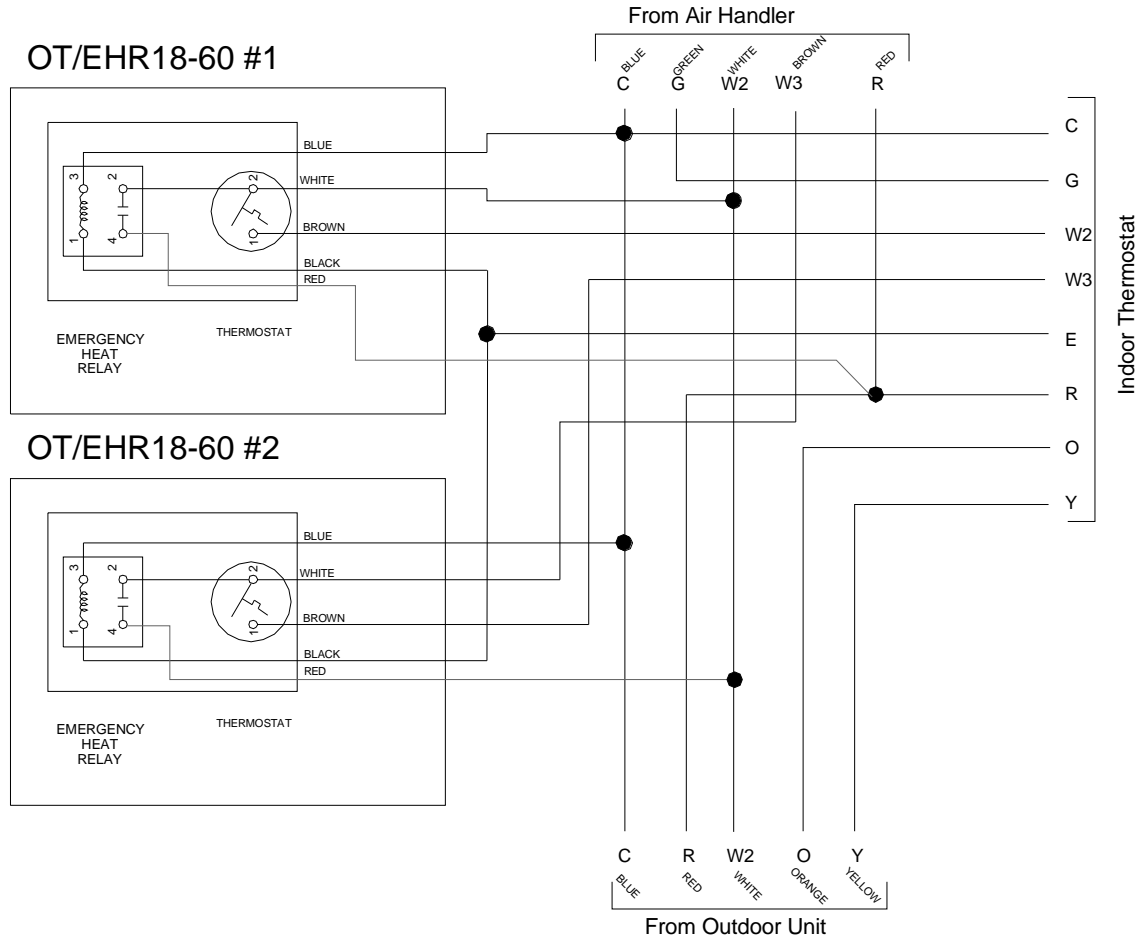 From Air Handler
OT/EHR18-60 #1
BLUE GREEN WHITE BROWN RED
C G W2 W3 R
BLUE
WHITE
BROWN
BLACK
RED
3 2
1 4
2
1
EMERGENCY
HEAT
RELAY
THERMOSTAT
C
G
W2
W3
E
R
O
Y
Indoor Thermostat
OT/EHR18-60 #2
BLUE
WHITE
BROWN
BLACK
RED
3 2
1 4
2
1
EMERGENCY
HEAT
RELAY
THERMOSTAT
C R W2 O Y
BLUE RED WHITE ORANGE YELLOW
From Outdoor Unit